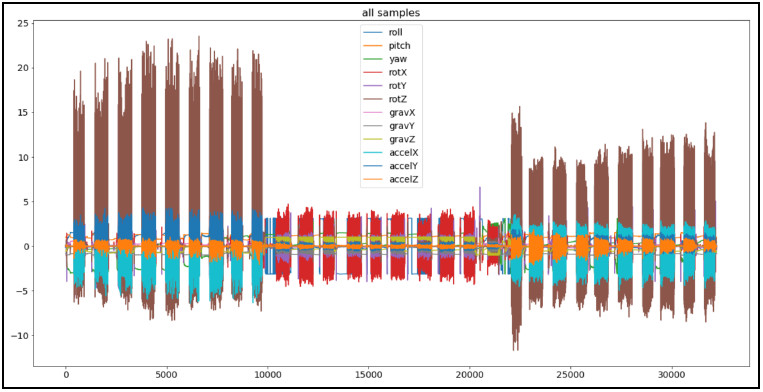 all samples
25
20
15
10
5
0
−5
−10
roll
pitch
yaw
rotX
rotY
rotZ
gravX
gravY
gravZ
accelX
accelY
accelZ
0 5000 10000 15000 20000 25000 30000